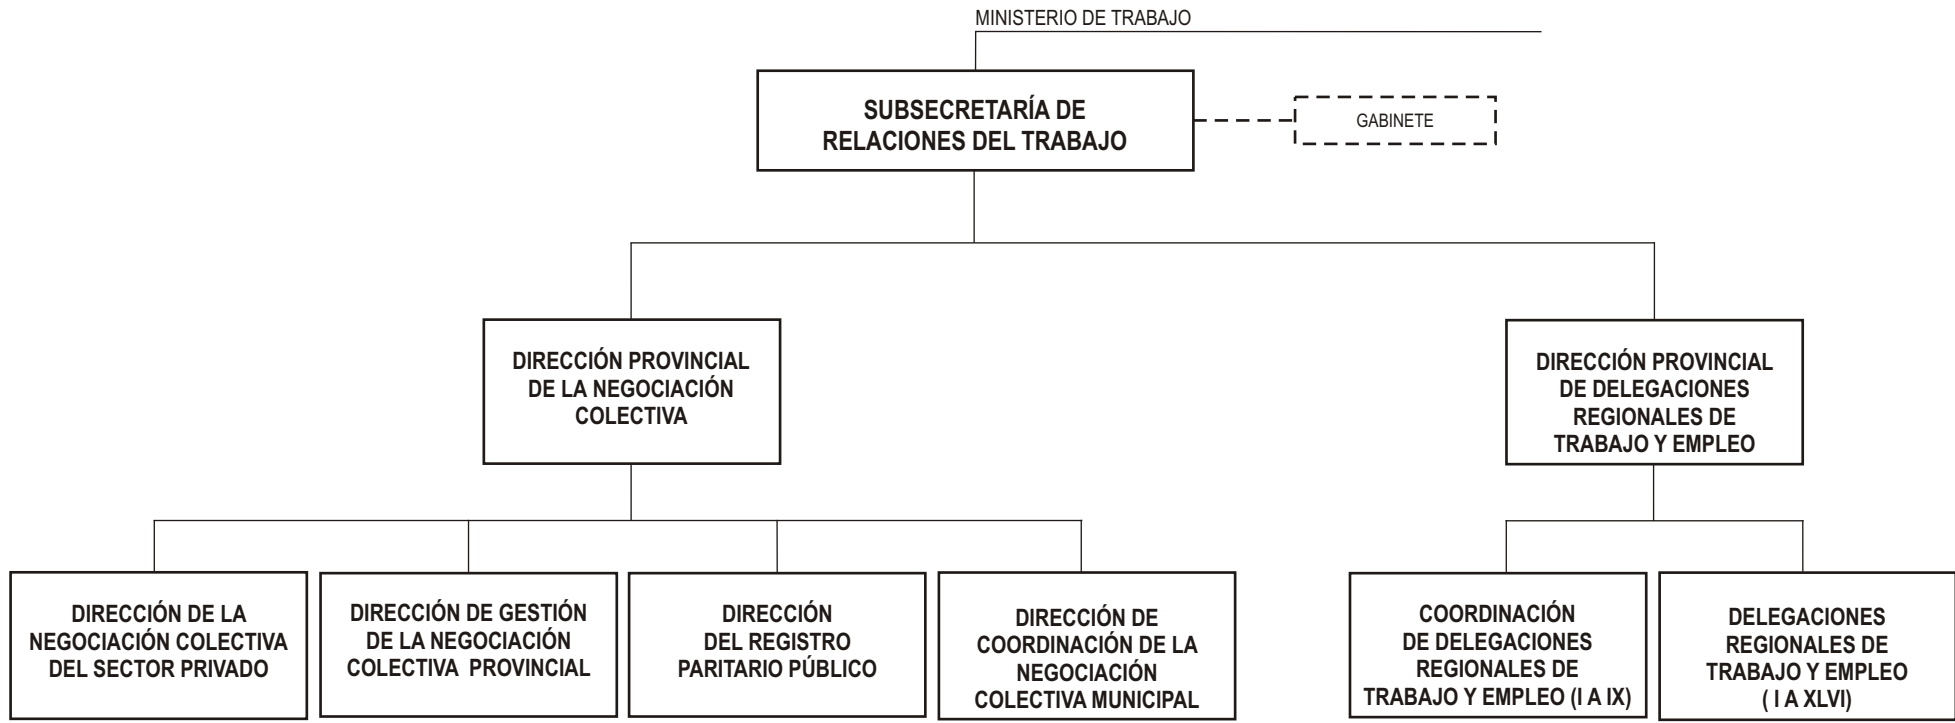 MINISTERIO DE TRABAJO
SUBSECRETARÍA DE
RELACIONES DEL TRABAJO
GABINETE
DIRECCIÓN PROVINCIAL
DE LA NEGOCIACIÓN
COLECTIVA
DIRECCIÓN PROVINCIAL
DE DELEGACIONES
REGIONALES DE
TRABAJO Y EMPLEO
DIRECCIÓN DE LA
NEGOCIACIÓN COLECTIVA
DEL SECTOR PRIVADO
DIRECCIÓN DE GESTIÓN
DE LA NEGOCIACIÓN
COLECTIVA PROVINCIAL
DIRECCIÓN
DEL REGISTRO
PARITARIO PÚBLICO
DIRECCIÓN DE
COORDINACIÓN DE LA
NEGOCIACIÓN
COLECTIVA MUNICIPAL
COORDINACIÓN
DE DELEGACIONES
REGIONALES DE
TRABAJO Y EMPLEO (I A IX)
DELEGACIONES
REGIONALES DE
TRABAJO Y EMPLEO
( I A XLVI)